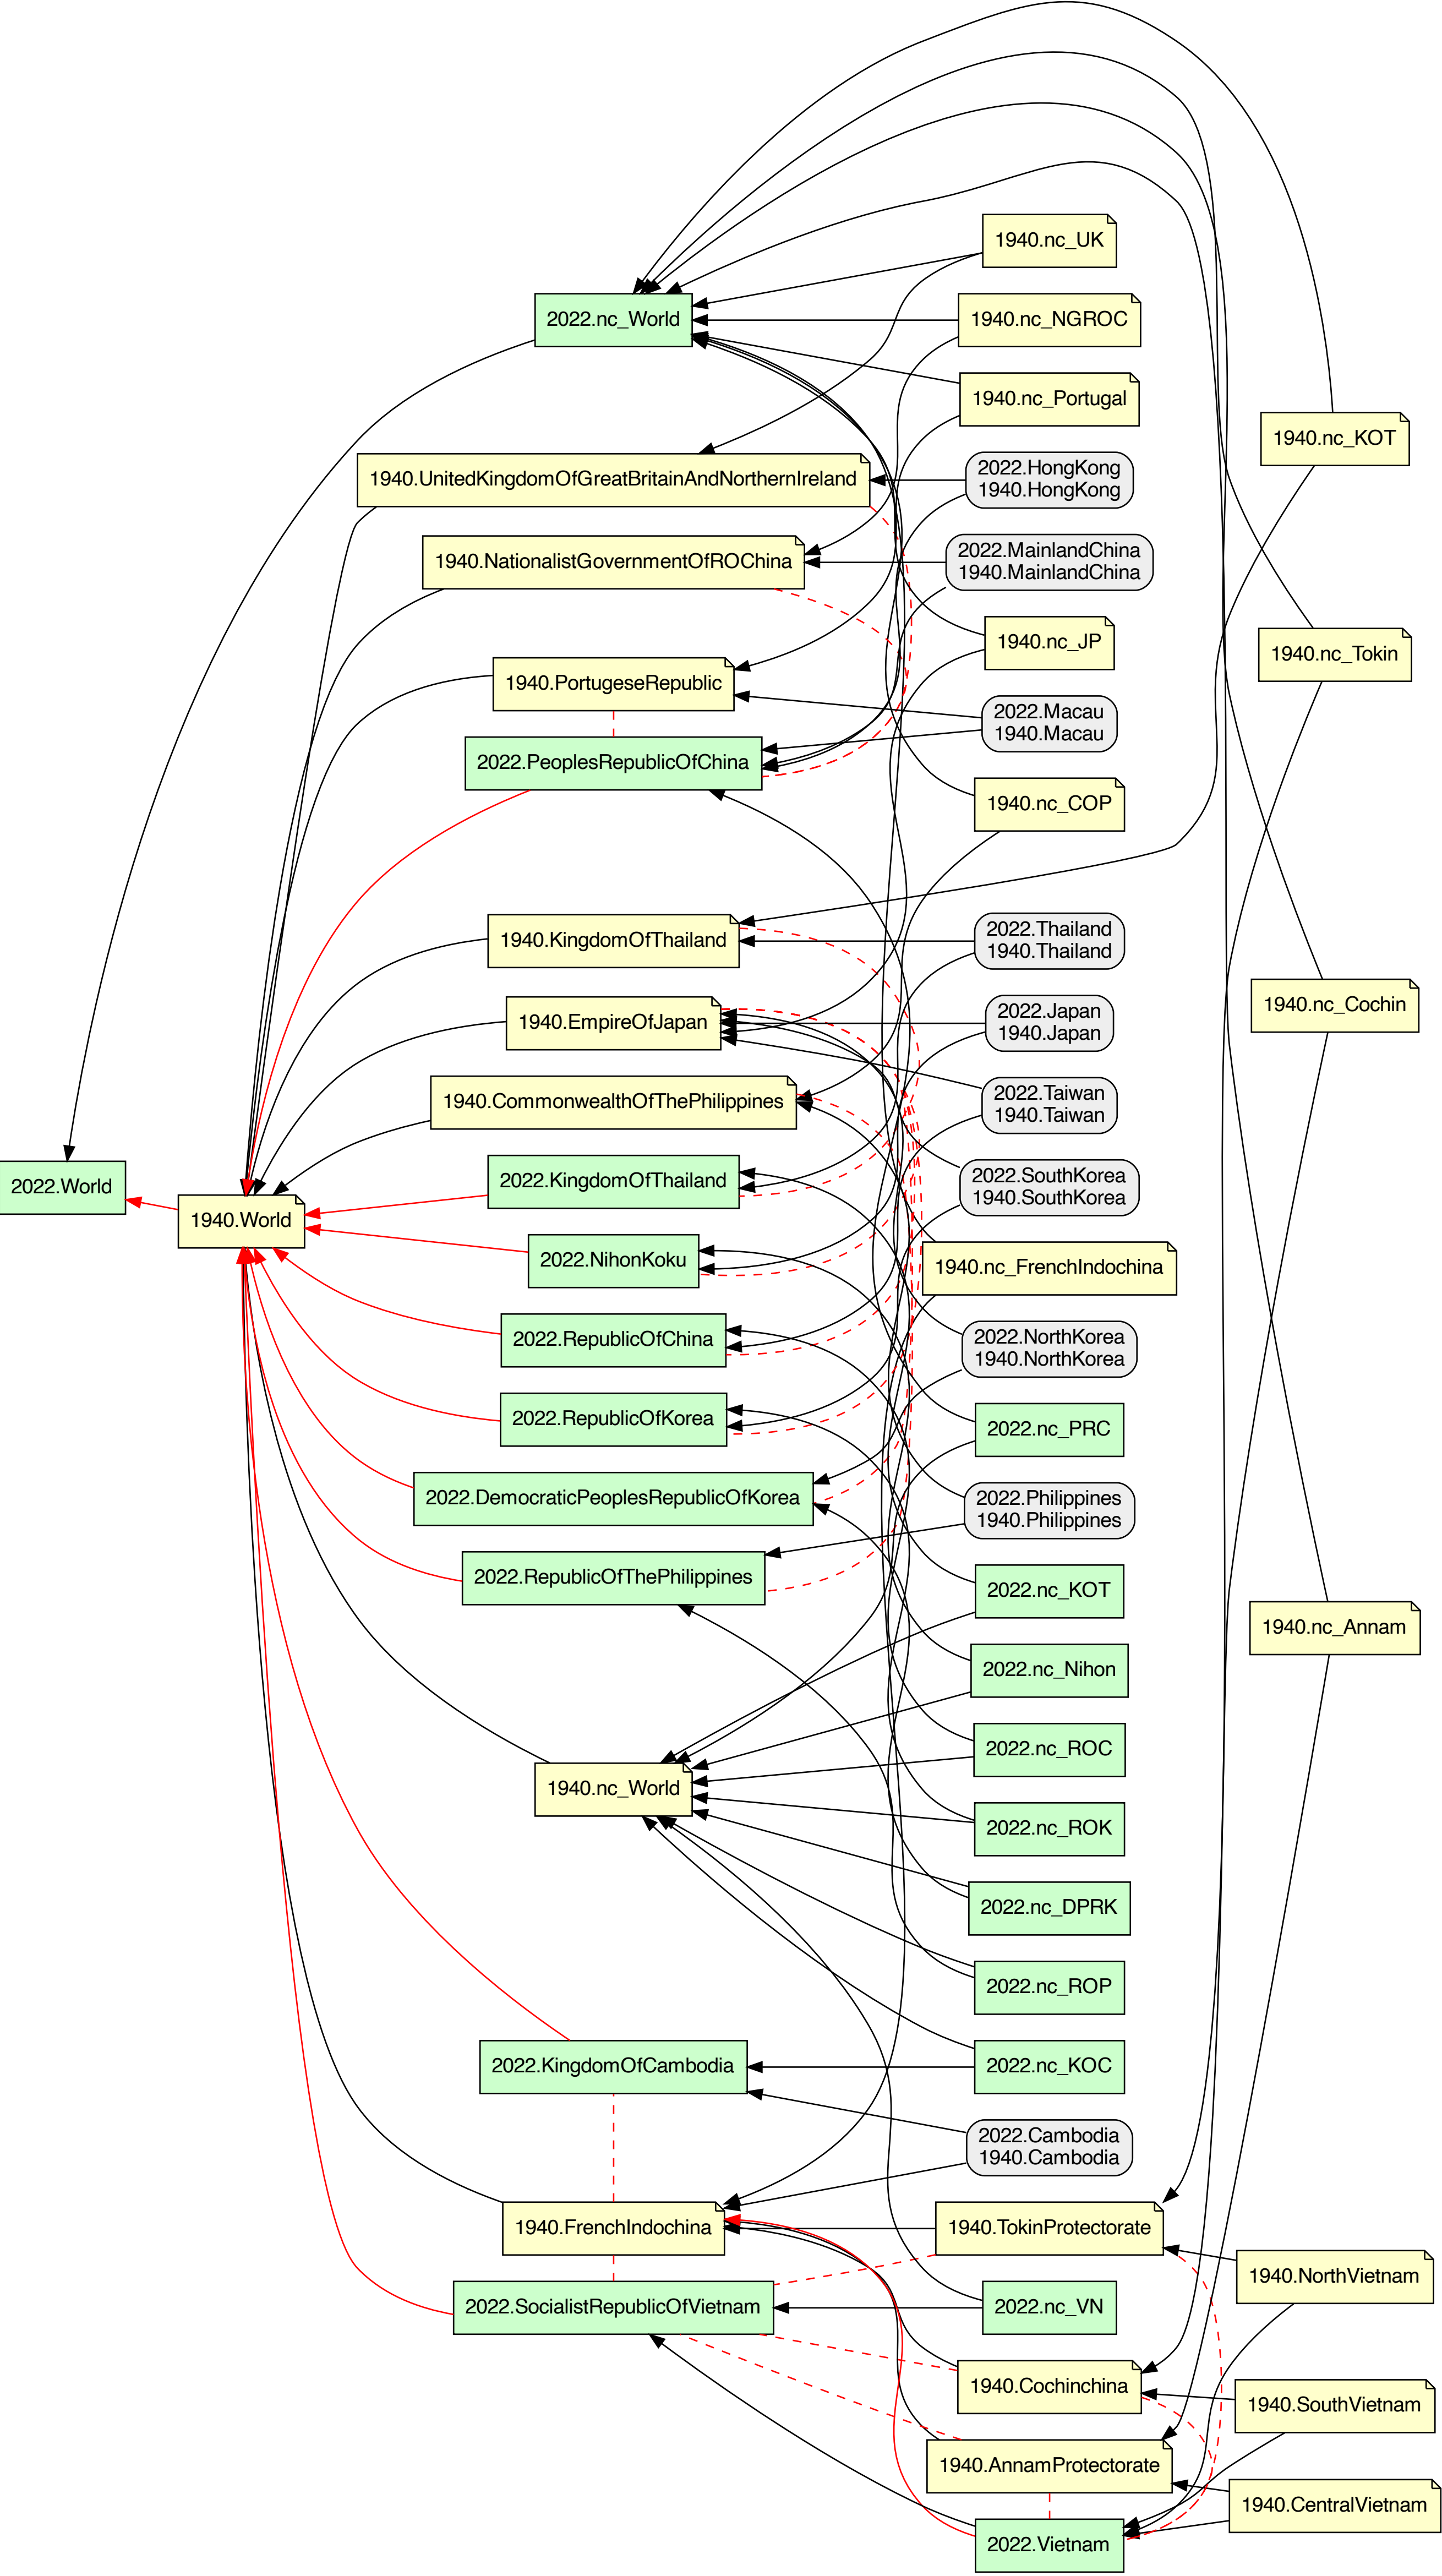 1940.nc_UK
2022.nc_World
1940.nc_NGROC
1940.nc_Portugal
1940.nc_KOT
1940.UnitedKingdomOfGreatBritainAndNorthernIreland
2022.HongKong
1940.HongKong
1940.NationalistGovernmentOfROChina
2022.MainlandChina
1940.MainlandChina
1940.nc_JP
1940.nc_Tokin
1940.PortugeseRepublic
2022.Macau
1940.Macau
2022.PeoplesRepublicOfChina
1940.nc_COP
1940.KingdomOfThailand
2022.Thailand
1940.Thailand
1940.nc_Cochin
1940.EmpireOfJapan
2022.Japan
1940.Japan
1940.CommonwealthOfThePhilippines
2022.Taiwan
1940.Taiwan
2022.World
2022.KingdomOfThailand
2022.SouthKorea
1940.SouthKorea
1940.World
2022.NihonKoku
1940.nc_FrenchIndochina
2022.RepublicOfChina
2022.NorthKorea
1940.NorthKorea
2022.RepublicOfKorea
2022.nc_PRC
2022.DemocraticPeoplesRepublicOfKorea
2022.Philippines
1940.Philippines
2022.RepublicOfThePhilippines
2022.nc_KOT
1940.nc_Annam
2022.nc_Nihon
2022.nc_ROC
1940.nc_World
2022.nc_ROK
2022.nc_DPRK
2022.nc_ROP
2022.KingdomOfCambodia
2022.nc_KOC
2022.Cambodia
1940.Cambodia
1940.FrenchIndochina
1940.TokinProtectorate
1940.NorthVietnam
2022.SocialistRepublicOfVietnam
2022.nc_VN
1940.Cochinchina
1940.SouthVietnam
1940.AnnamProtectorate
1940.CentralVietnam
2022.Vietnam